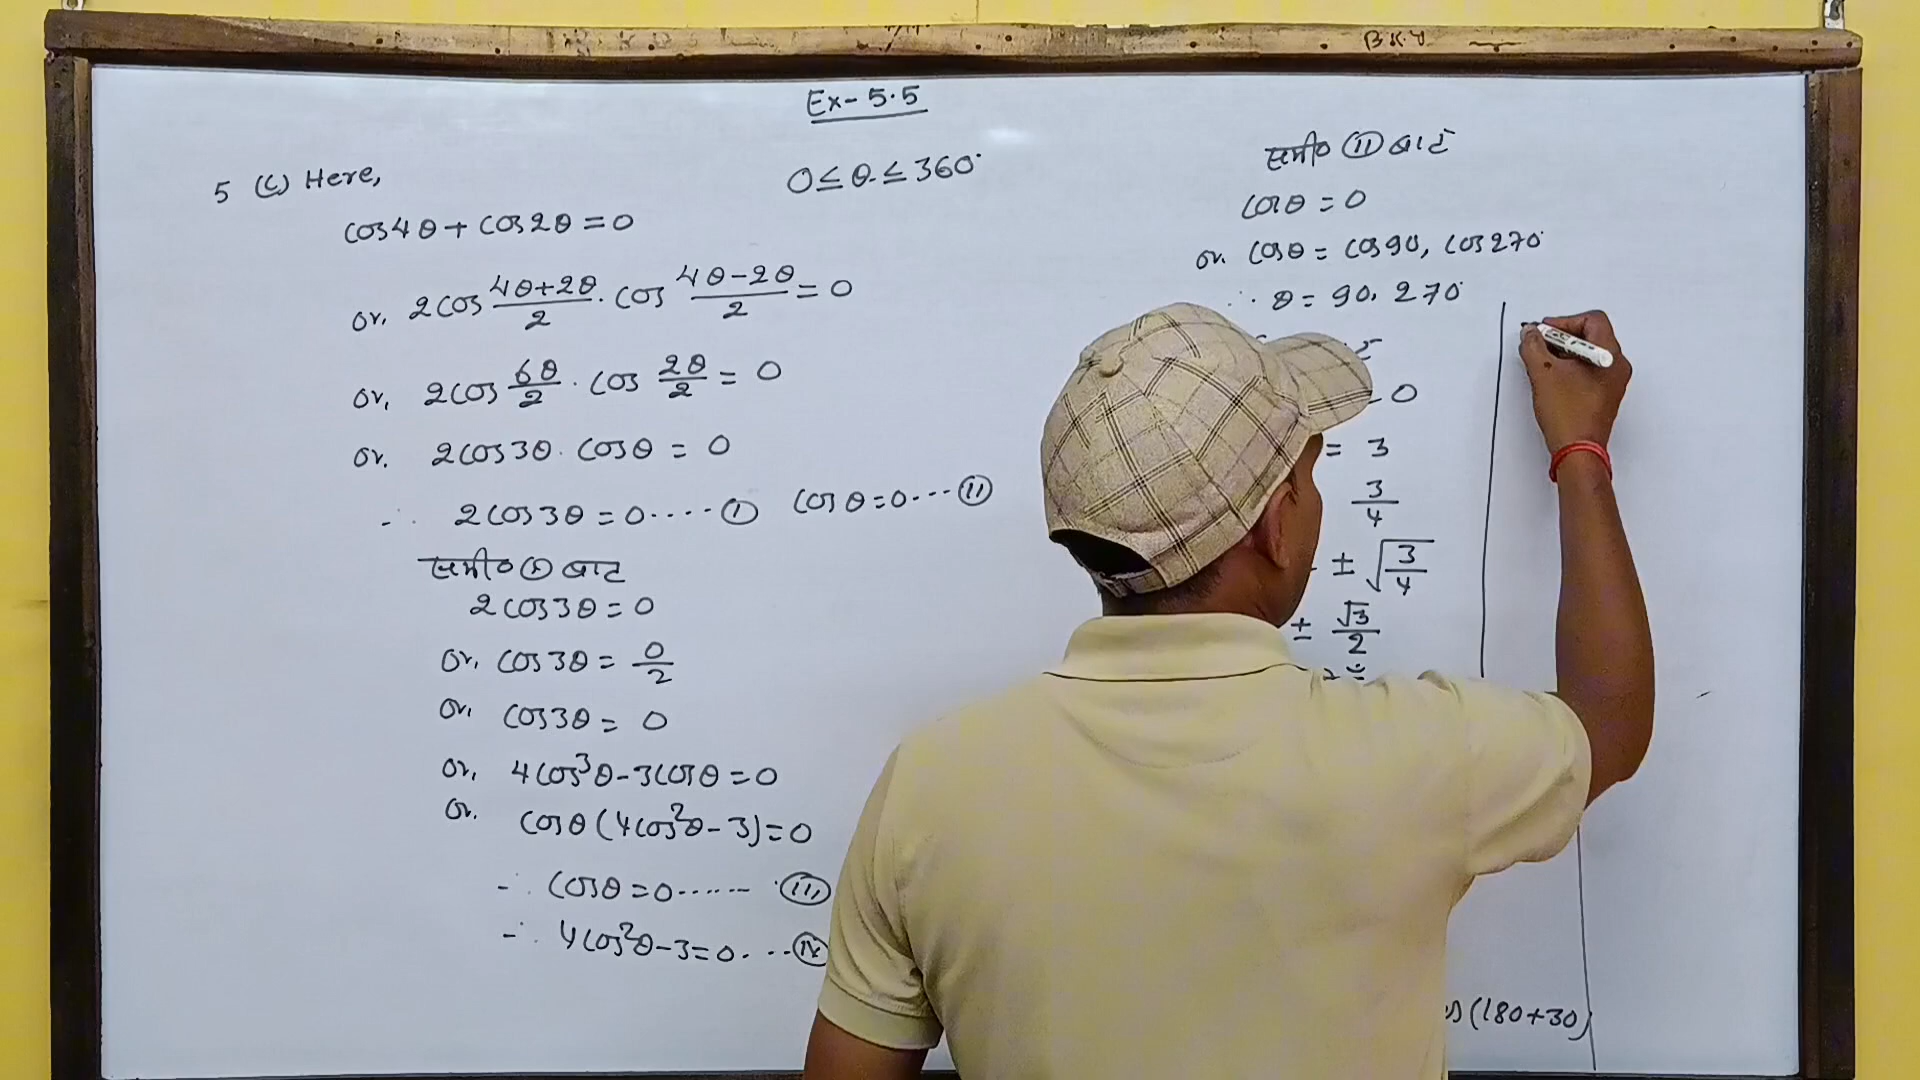 B.K.Y
Ex- 5.5
5 (c) Here,
0 ≤ θ ≤ 360°
cos4θ + cos2θ = 0
or, 2cos (4θ+2θ)/2 . cos (4θ-2θ)/2 = 0
or, 2cos 6θ/2 . cos 2θ/2 = 0
or. 2cos3θ. cosθ = 0
∴ 2cos3θ = 0 .... (I) cosθ = 0 --- (II)
समी० (I) बाट
2cos3θ = 0
or, cos3θ = 0/2
or, cos3θ = 0
or, 4cos³θ - 3cosθ = 0
or. cosθ (4cos²θ - 3) = 0
∴ cosθ = 0 ...... (III)
∴ 4cos²θ - 3 = 0 ... (IV)
समी० (II) बाट
cosθ = 0
or. cosθ = cos90, cos270°
∴ θ = 90, 270°
0
= 3
3/4
± √3/4
± √3/2
(180+30)